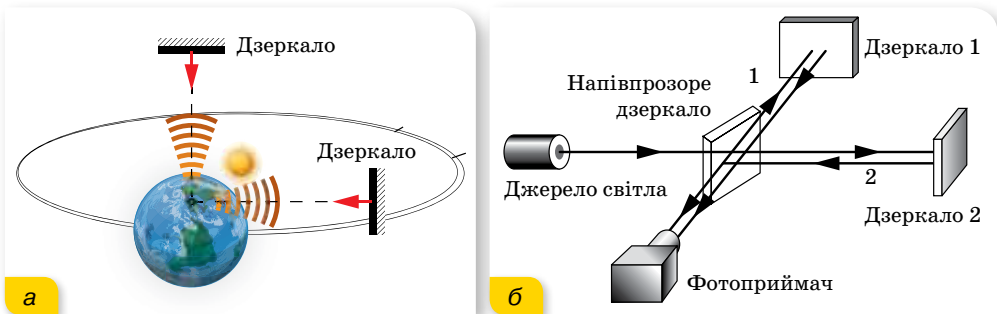 Дзеркало
Дзеркало
а
Дзеркало 1
1
Напівпрозоре
дзеркало
Джерело світла
2
Дзеркало 2
Фотоприймач
б